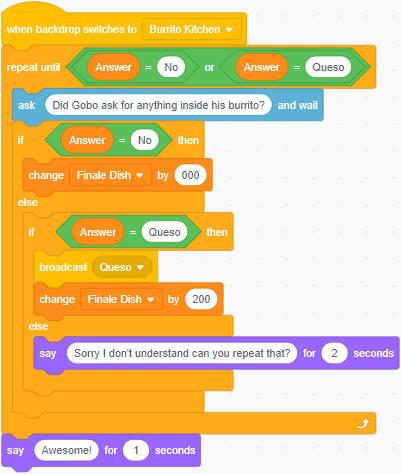 when backdrop switches to Burrito Kitchen
repeat until Answer = No or Answer = Queso
ask Did Gobo ask for anything inside his burrito? and wait
if Answer = No then
change Finale Dish by 000
else
if Answer = Queso then
broadcast Queso
change Finale Dish by 200
else
say Sorry I don't understand can you repeat that? for 2 seconds
say Awesome! for 1 seconds